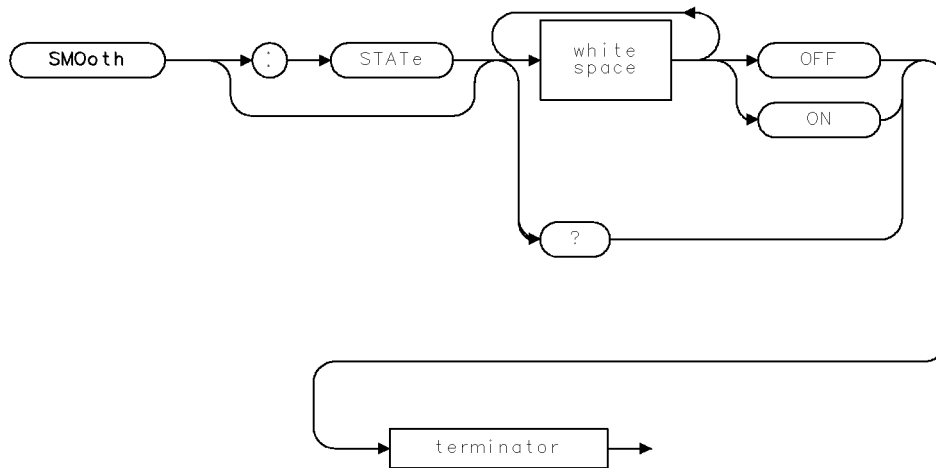 SMOoth
:
STATe
white
space
OFF
ON
?
terminator